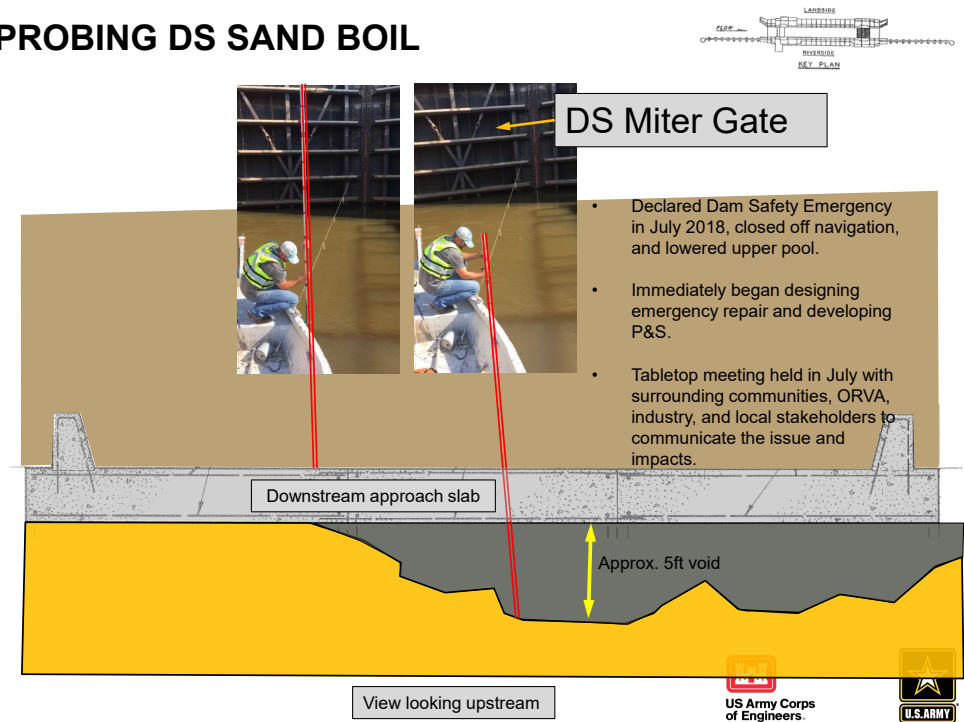 PROBING DS SAND BOIL
LANDSIDE
FLOW
RIVERSIDE
KEY PLAN
DS Miter Gate
• Declared Dam Safety Emergency
in July 2018, closed off navigation,
and lowered upper pool.
• Immediately began designing
emergency repair and developing
P&S.
• Tabletop meeting held in July with
surrounding communities, ORVA,
industry, and local stakeholders to
communicate the issue and
impacts.
Downstream approach slab
Approx. 5ft void
View looking upstream
US Army Corps
of Engineers.
U.S.ARMY